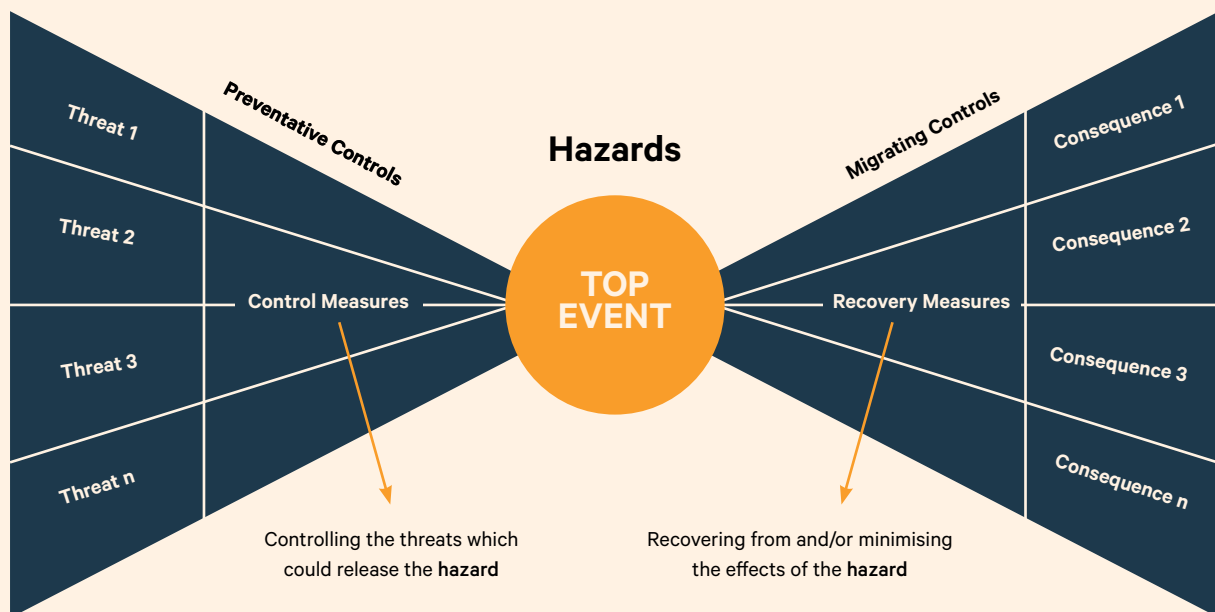 Hazards
Preventative Controls
Migrating Controls
Threat 1
Threat 2
Threat 3
Threat n
Control Measures
TOP
EVENT
Recovery Measures
Consequence 1
Consequence 2
Consequence 3
Consequence n
Controlling the threats which
could release the hazard
Recovering from and/or minimising
the effects of the hazard